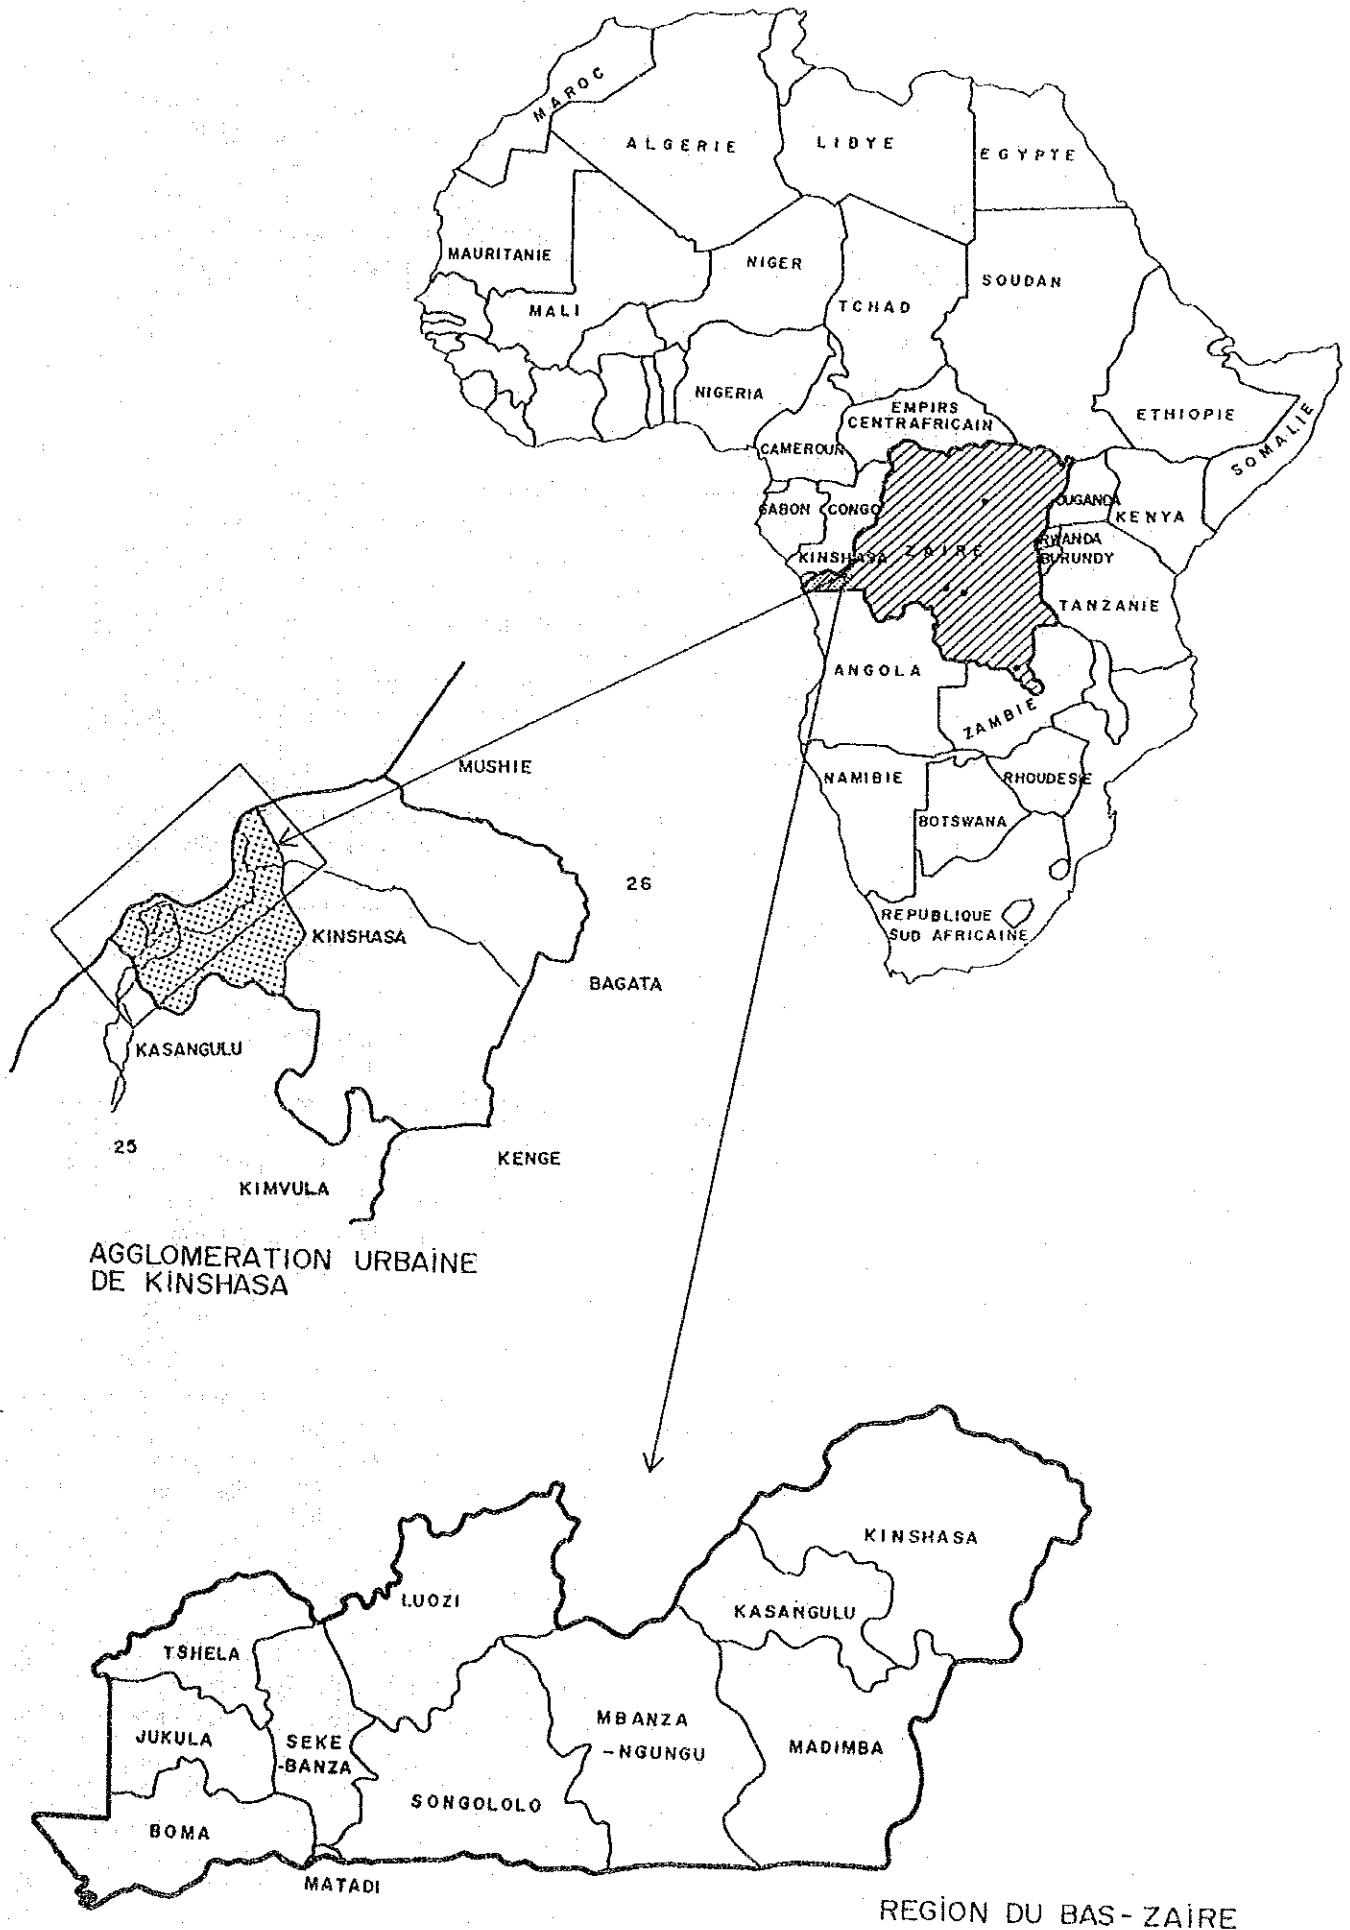 MAROC
ALGERIE
LIDYE
EGYPTE
MAURITANIE
MALI
NIGER
TCHAD
SOUDAN
NIGERIA
EMPIRS
CENTRAFRICAIN
ETHIOPIE
SOMALIE
CAMEROUN
GABON
CONGO
OUGANDA
KENYA
KINSHASA
ZAIRE
RWANDA
BURUNDY
TANZANIE
ANGOLA
ZAMBIE
NAMIBIE
RHOUDESIE
BOTSWANA
REPUBLIQUE
SUD AFRICAINE
MUSHIE
26
KINSHASA
BAGATA
KASANGULU
25
KENGE
KIMVULA
AGGLOMERATION URBAINE
DE KINSHASA
KINSHASA
LUOZI
KASANGULU
TSHELA
JUKULA
SEKE
-BANZA
MBANZA
-NGUNGU
MADIMBA
SONGOLOLO
BOMA
MATADI
REGION DU BAS-ZAIRE